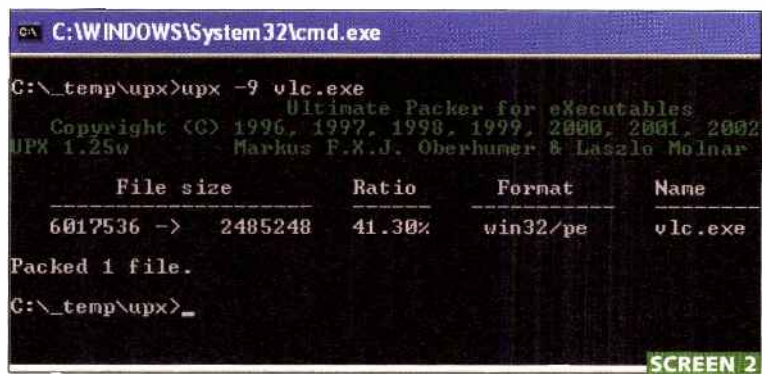 C:\WINDOWS\System32\cmd.exe
C:\_temp\upx>upx -9 vlc.exe
Ultimate Packer for eXecutables
Copyright (C) 1996, 1997, 1998, 1999, 2000, 2001, 2002
UPX 1.25w Markus F.X.J. Oberhumer & Laszlo Molnar
File size Ratio Format Name
6017536 -> 2485248 41.30% win32/pe vlc.exe
Packed 1 file.
C:\_temp\upx>_
SCREEN 2